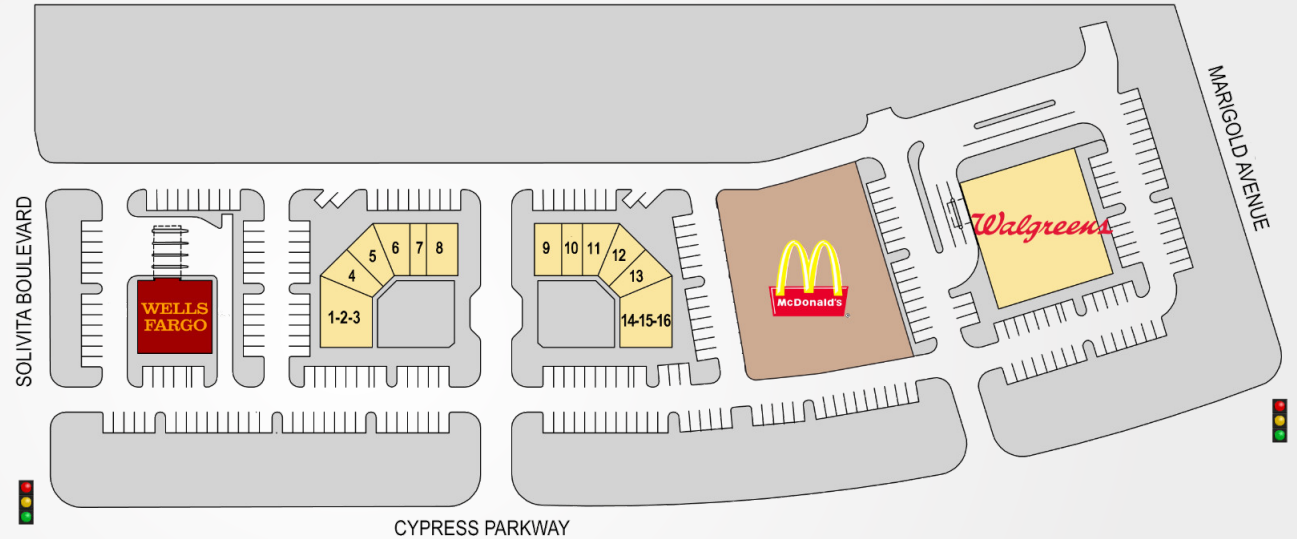 MARIGOLD AVENUE
SOLIVITA BOULEVARD
WELLS
FARGO
1-2-3
4
5
6
7
8
9
10
11
12
13
14-15-16
McDonald's
Walgreens
CYPRESS PARKWAY